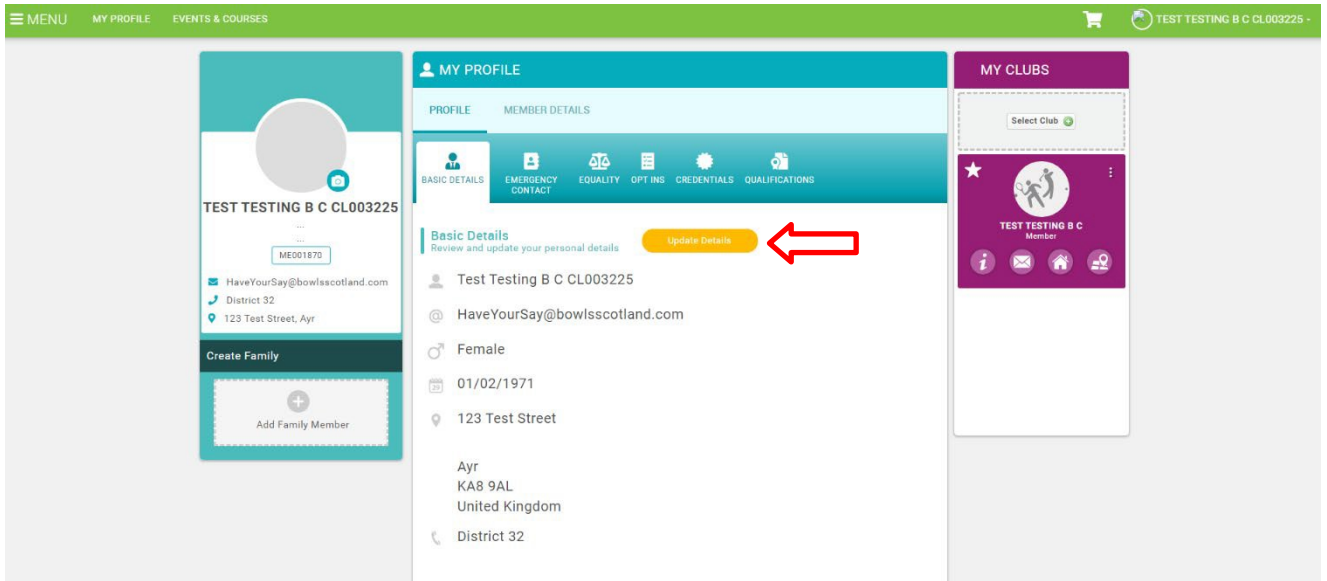 MENU MY PROFILE EVENTS & COURSES TEST TESTING B C CL003225 -
TEST TESTING B C CL003225
...
...
ME001870
HaveYourSay@bowlsscotland.com
District 32
123 Test Street, Ayr
Create Family
Add Family Member
MY PROFILE
PROFILE MEMBER DETAILS
BASIC DETAILS EMERGENCY CONTACT EQUALITY OPT INS CREDENTIALS QUALIFICATIONS
Basic Details
Review and update your personal details
Update Details
Test Testing B C CL003225
HaveYourSay@bowlsscotland.com
Female
01/02/1971
123 Test Street
Ayr
KA8 9AL
United Kingdom
District 32
MY CLUBS
Select Club
TEST TESTING B C
Member